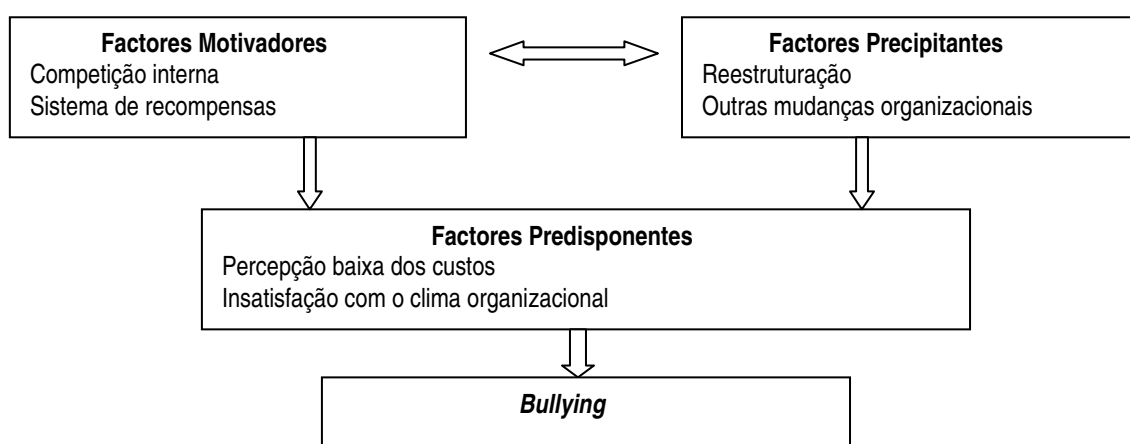 Factores Motivadores
Competição interna
Sistema de recompensas
Factores Precipitantes
Reestruturação
Outras mudanças organizacionais
Factores Predisponentes
Percepção baixa dos custos
Insatisfação com o clima organizacional
Bullying